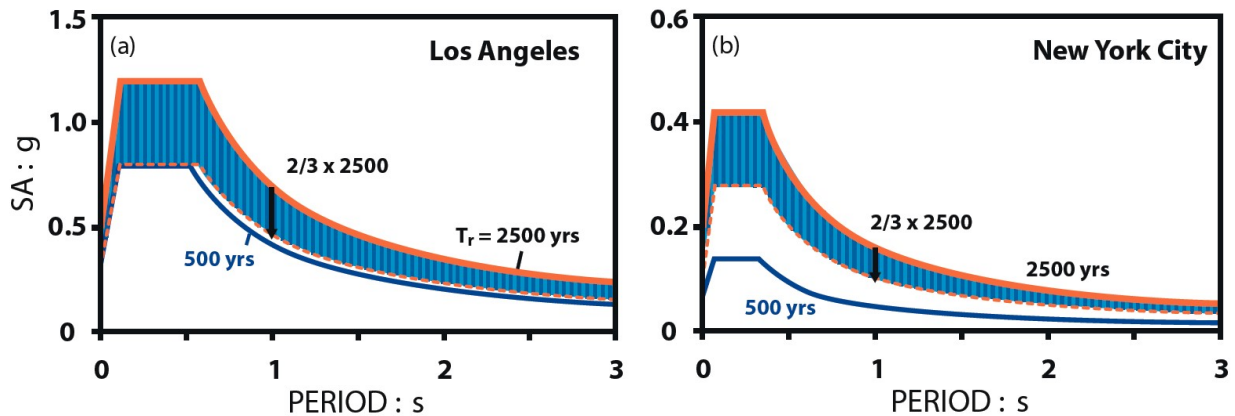 (a)
Los Angeles
1.5
1.0
0.5
0
SA : g
2/3 x 2500
Tr = 2500 yrs
500 yrs
0
1
2
3
PERIOD : s
(b)
New York City
0.6
0.4
0.2
0
2/3 x 2500
2500 yrs
500 yrs
0
1
2
3
PERIOD : s